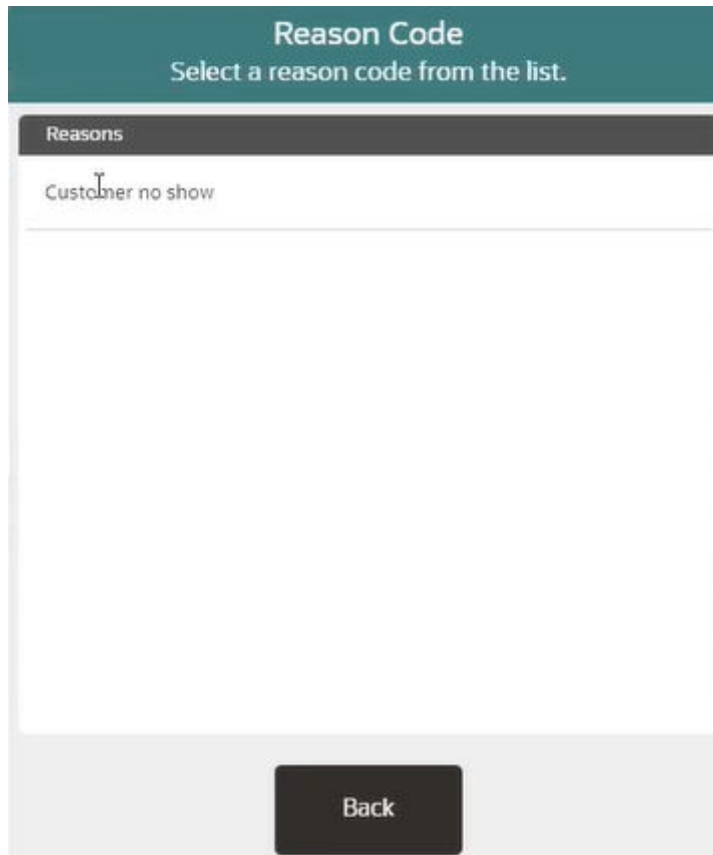 Reason Code
Select a reason code from the list.
Reasons
Customer no show
Back